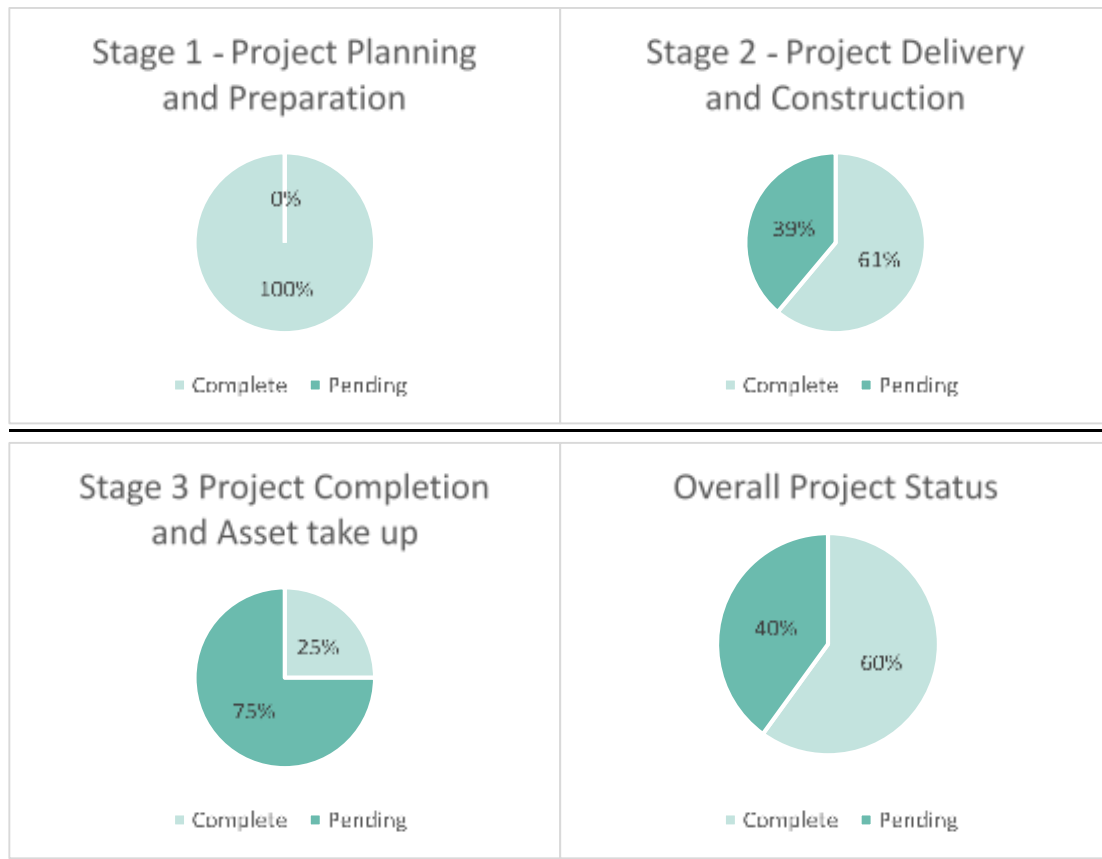 Stage 1 - Project Planning
and Preparation
0%
100%
Complete Pending
Stage 2 - Project Delivery
and Construction
39%
61%
Complete Pending
Stage 3 Project Completion
and Asset take up
25%
75%
Complete Pending
Overall Project Status
40%
60%
Complete Pending